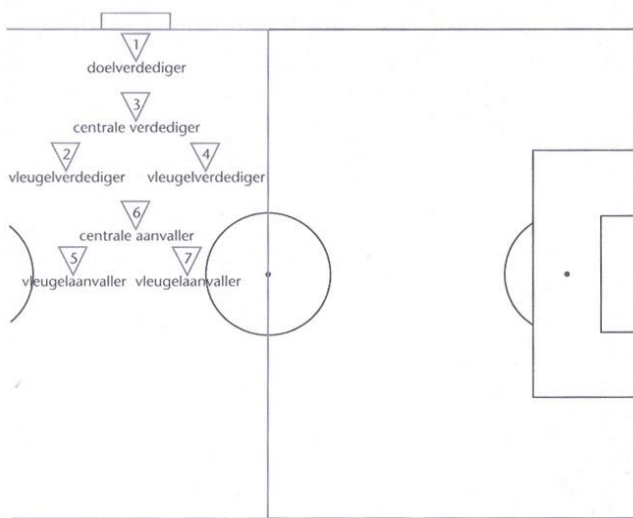 1
doelverdediger
3
centrale verdediger
2 4
vleugelverdediger vleugelverdediger
6
centrale aanvaller
5 7
vleugelaanvaller vleugelaanvaller